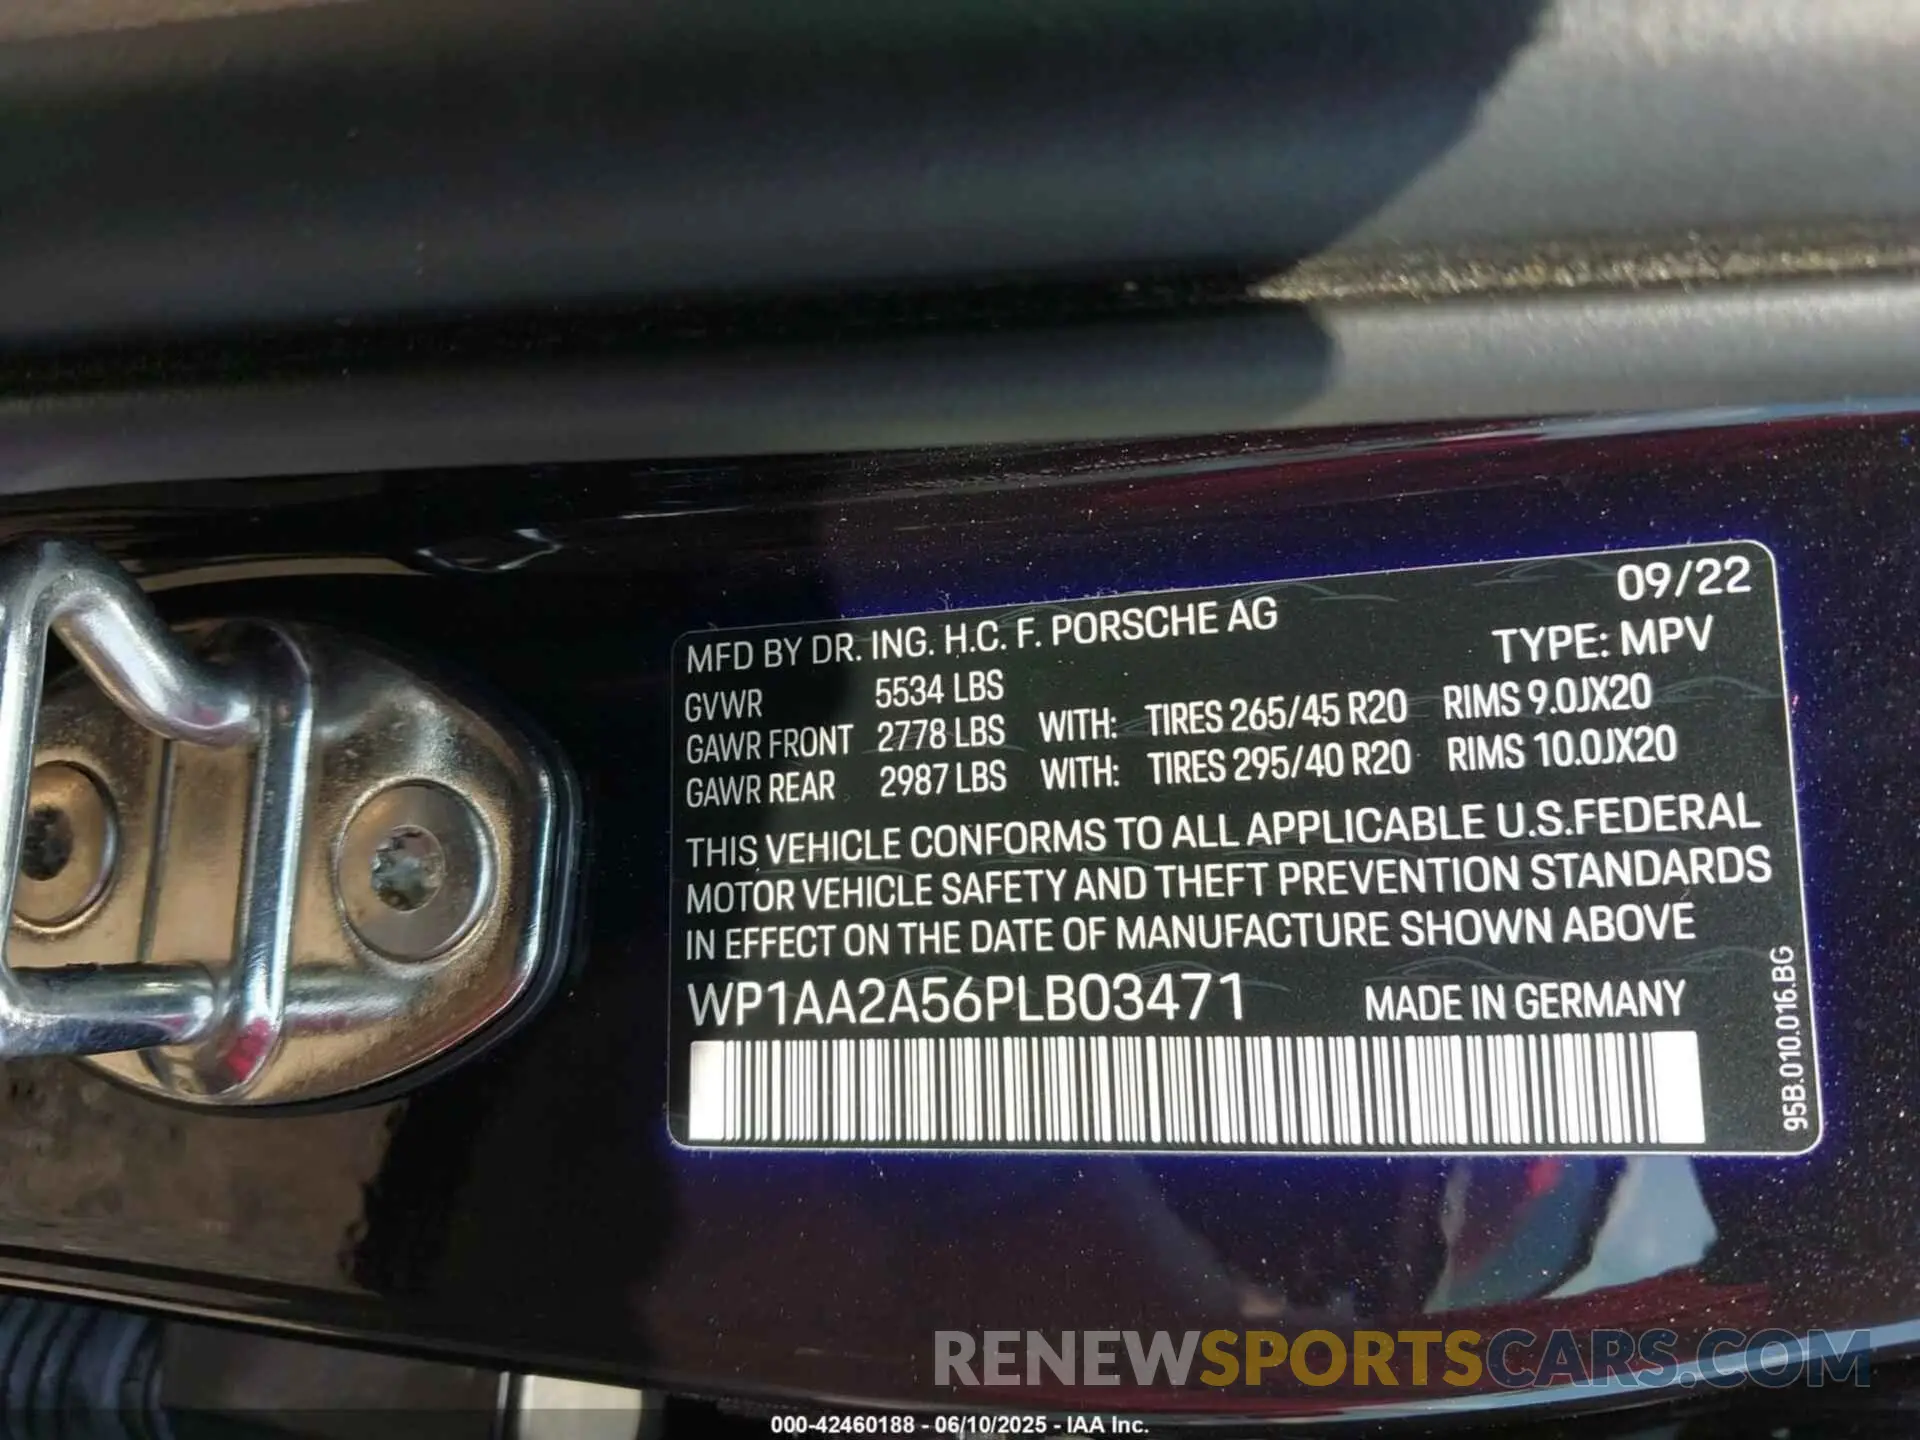 09/22
MFD BY DR. ING. H.C. F. PORSCHE AG
TYPE: MPV
GVWR 5534 LBS
GAWR FRONT 2778 LBS WITH: TIRES 265/45 R20 RIMS 9.0JX20
GAWR REAR 2987 LBS WITH: TIRES 295/40 R20 RIMS 10.0JX20
THIS VEHICLE CONFORMS TO ALL APPLICABLE U.S.FEDERAL
MOTOR VEHICLE SAFETY AND THEFT PREVENTION STANDARDS
IN EFFECT ON THE DATE OF MANUFACTURE SHOWN ABOVE
WP1AA2A56PLB03471 MADE IN GERMANY
95B.010.016.BG
RENEWSPORTSCARS.COM
000-42460188 - 06/10/2025 - IAA Inc.